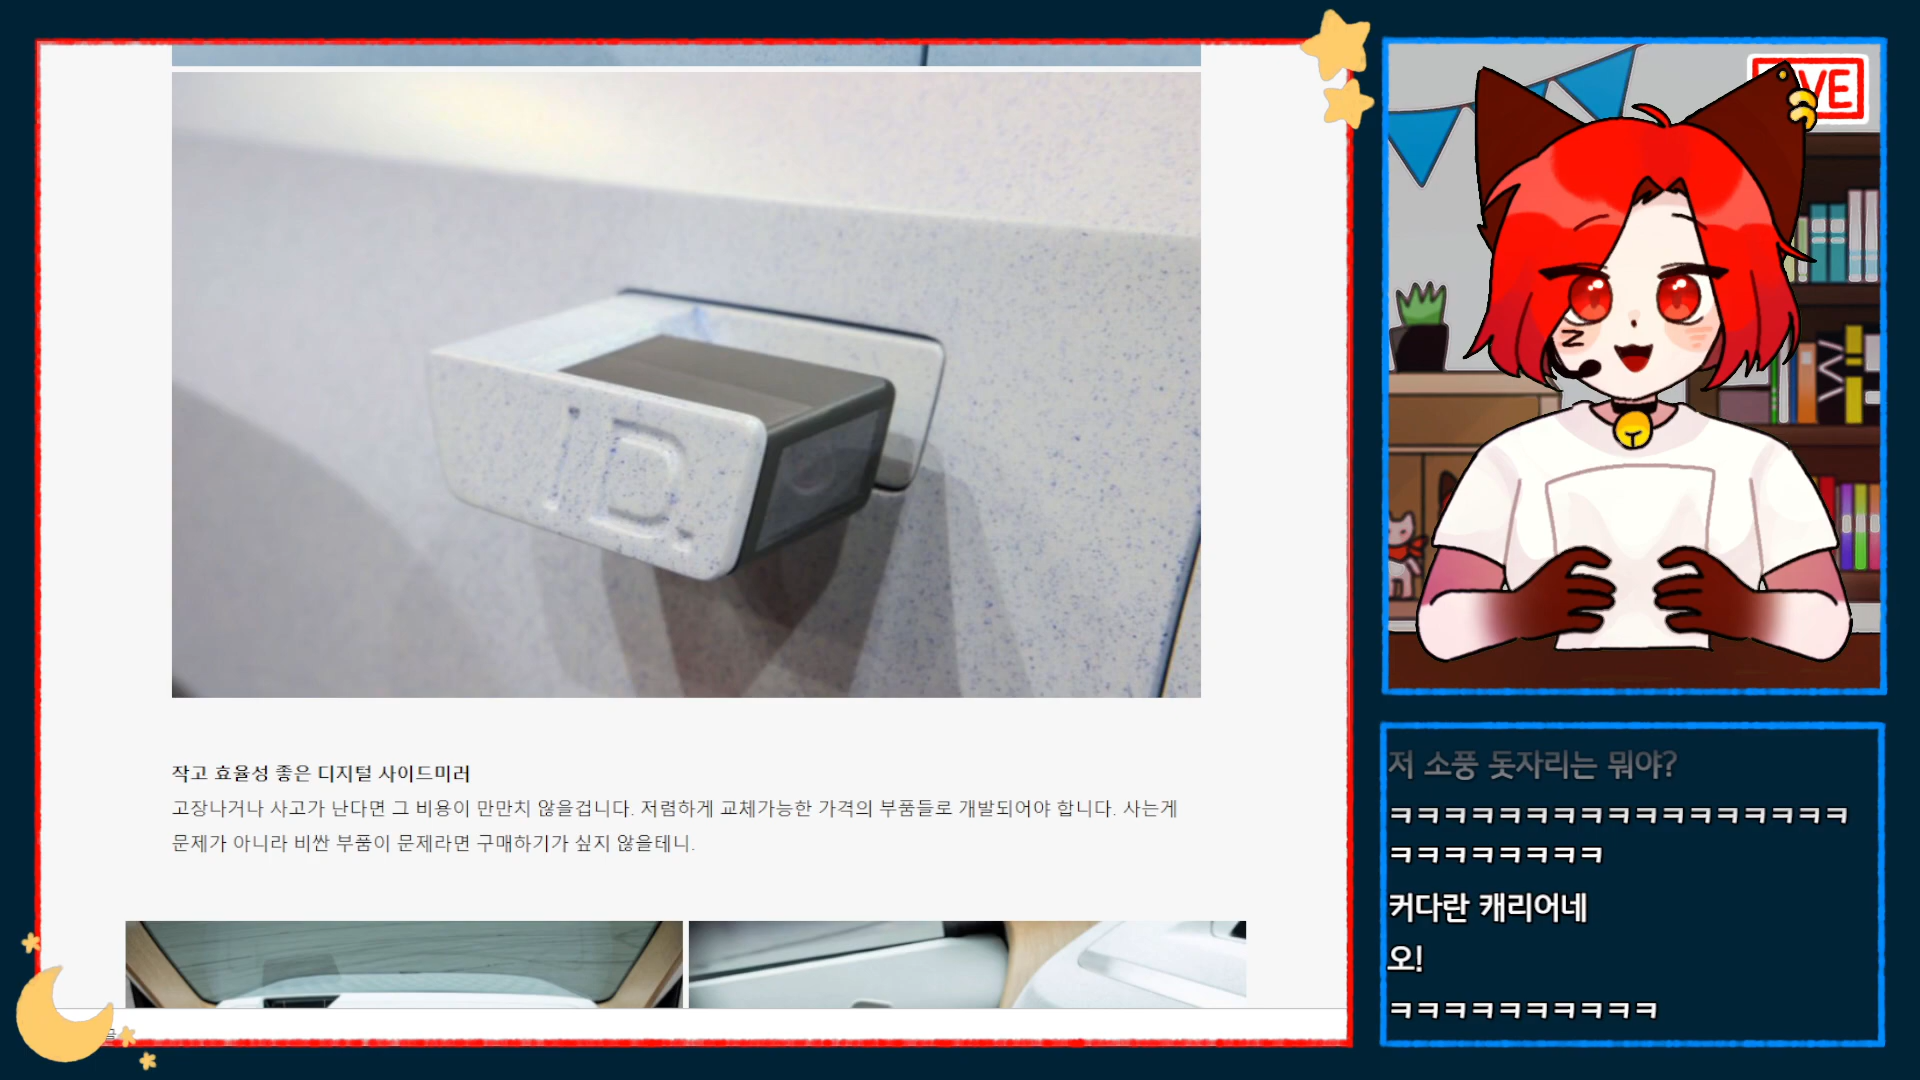 LIVE
ID.
작고 효율성 좋은 디지털 사이드미러
고장나거나 사고가 난다면 그 비용이 만만치 않을겁니다. 저렴하게 교체가능한 가격의 부품들로 개발되어야 합니다. 사는게
문제가 아니라 비싼 부품이 문제라면 구매하기가 싶지 않을테니.
저 소풍 돗자리는 뭐야?
ㅋㅋㅋㅋㅋㅋㅋㅋㅋㅋㅋㅋㅋㅋㅋㅋㅋ
ㅋㅋㅋㅋㅋㅋㅋㅋ
커다란 캐리어네
오!
ㅋㅋㅋㅋㅋㅋㅋㅋㅋㅋ